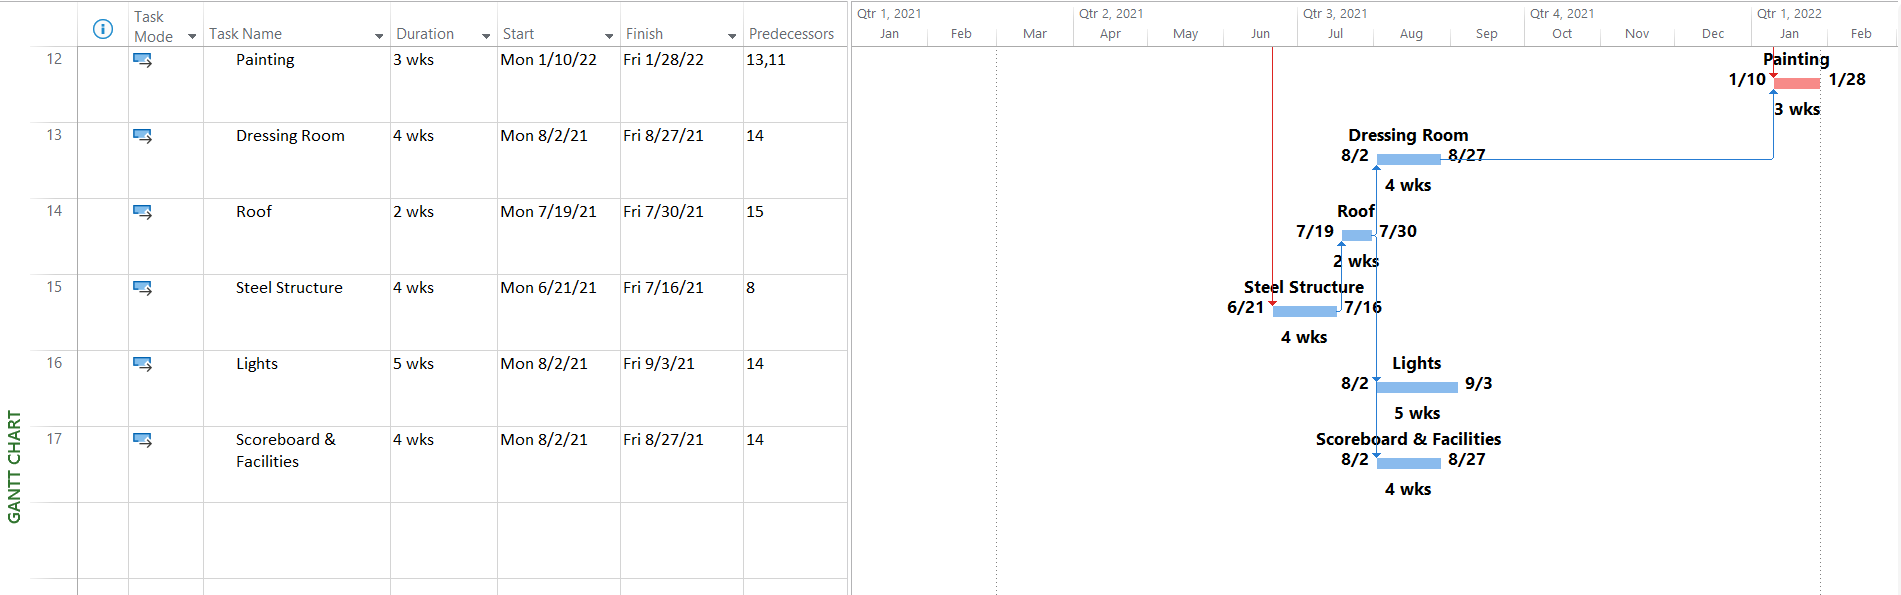 Task Mode
Task Name
Duration
Start
Finish
Predecessors
12 Painting 3 wks Mon 1/10/22 Fri 1/28/22 13,11
13 Dressing Room 4 wks Mon 8/2/21 Fri 8/27/21 14
14 Roof 2 wks Mon 7/19/21 Fri 7/30/21 15
15 Steel Structure 4 wks Mon 6/21/21 Fri 7/16/21 8
16 Lights 5 wks Mon 8/2/21 Fri 9/3/21 14
17 Scoreboard & 4 wks Mon 8/2/21 Fri 8/27/21 14
Facilities
GANTT CHART
Qtr 1, 2021 Qtr 2, 2021 Qtr 3, 2021 Qtr 4, 2021 Qtr 1, 2022
Jan Feb Mar Apr May Jun Jul Aug Sep Oct Nov Dec Jan Feb
Painting
1/10 1/28
3 wks
Dressing Room
8/2 8/27
4 wks
Roof
7/19 7/30
2 wks
Steel Structure
6/21 7/16
4 wks
Lights
8/2 9/3
5 wks
Scoreboard & Facilities
8/2 8/27
4 wks